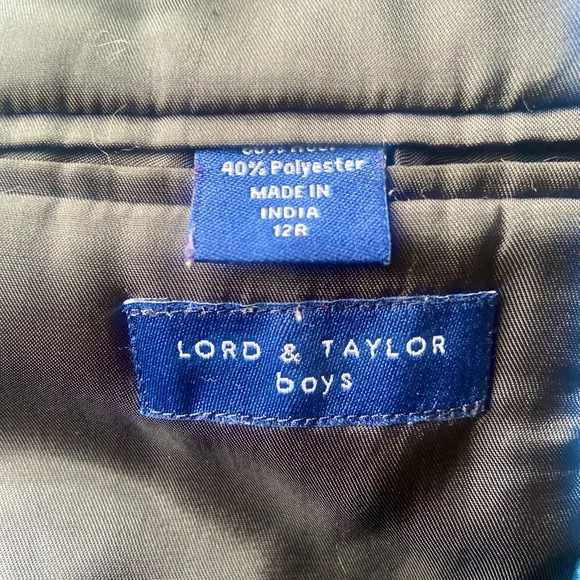 40% Polyester
MADE IN
INDIA
12R
LORD & TAYLOR
boys